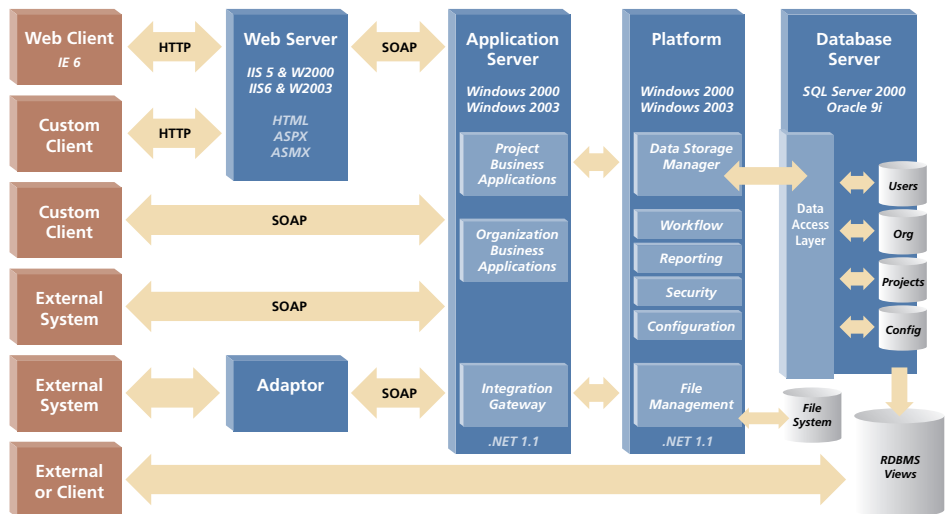 Web Client
IE 6
HTTP
Web Server
IIS 5 & W2000
IIS6 & W2003
HTML
ASPX
ASMX
SOAP
Custom
Client
HTTP
Custom
Client
SOAP
External
System
SOAP
External
System
Adaptor
SOAP
External
or Client
Application
Server
Windows 2000
Windows 2003
Project
Business
Applications
Organization
Business
Applications
Integration
Gateway
.NET 1.1
Platform
Windows 2000
Windows 2003
Data Storage
Manager
Workflow
Reporting
Security
Configuration
File
Management
.NET 1.1
Database
Server
SQL Server 2000
Oracle 9i
Data
Access
Layer
Users
Org
Projects
Config
File
System
RDBMS
Views